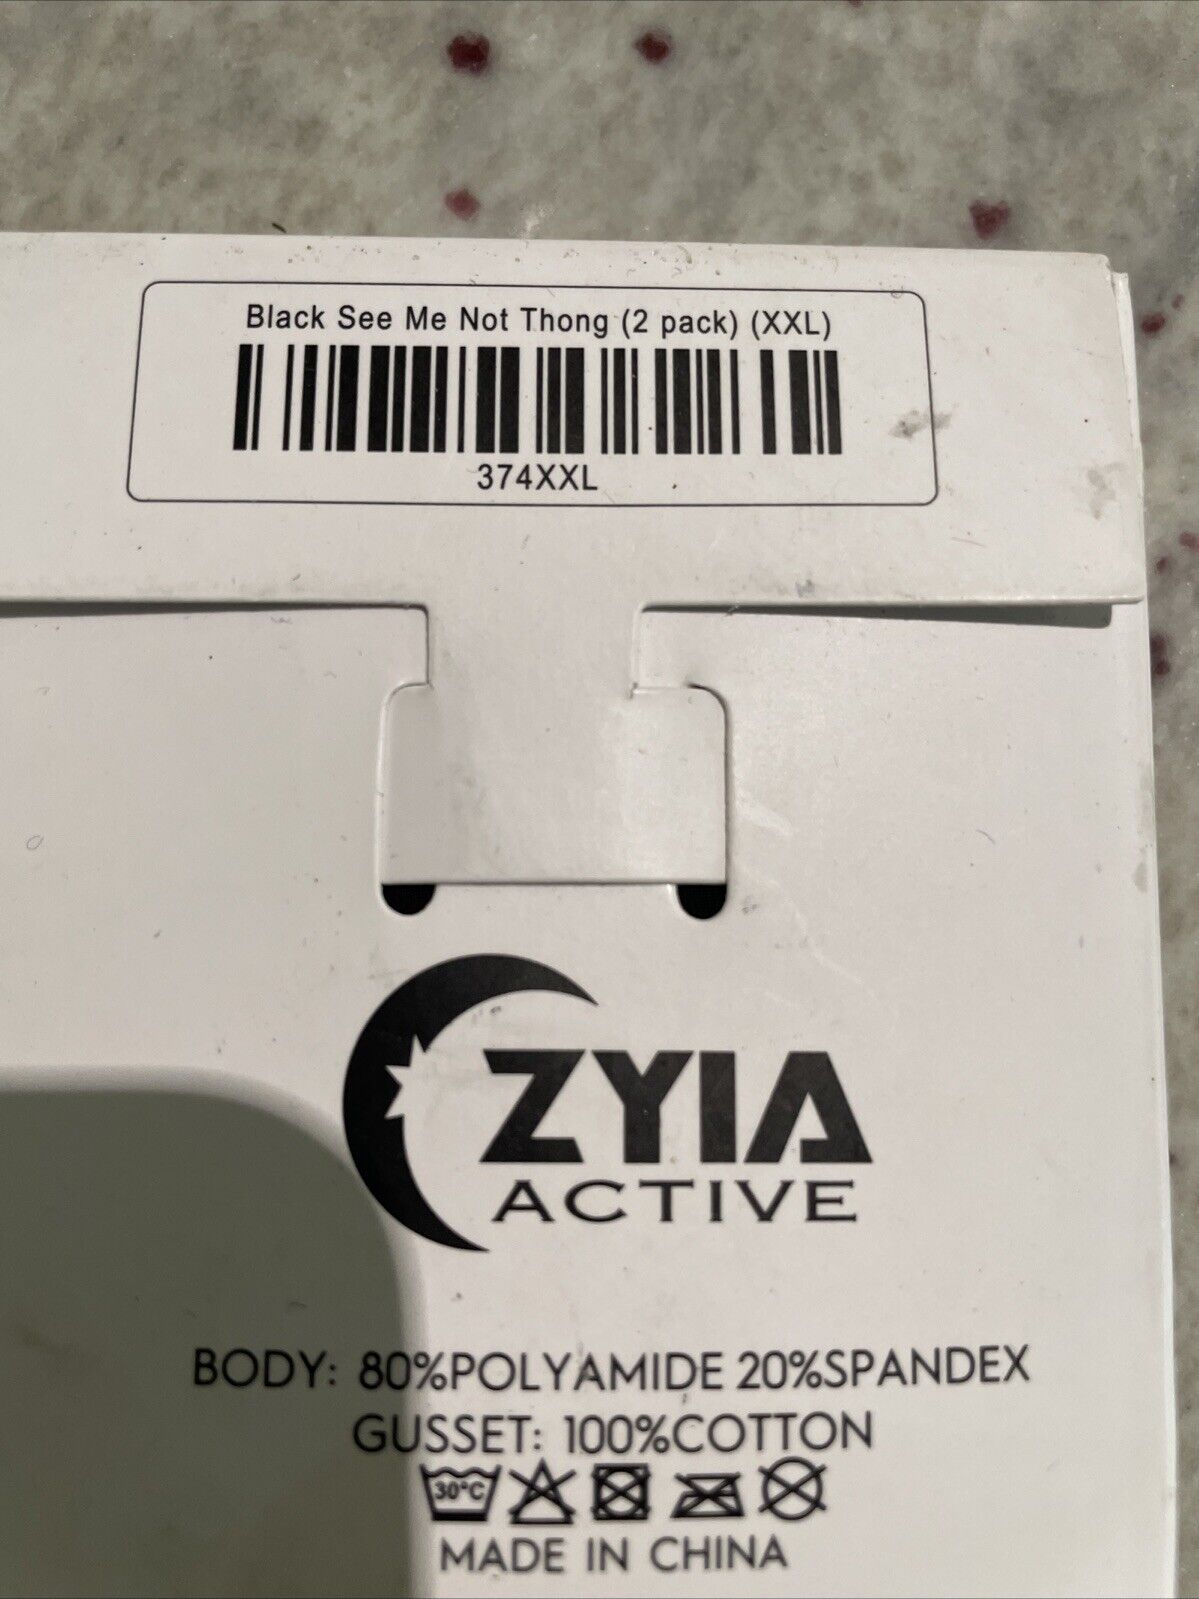 Black See Me Not Thong (2 pack) (XXL)
374XXL
ZYIA
ACTIVE
BODY: 80%POLYAMIDE 20%SPANDEX
GUSSET: 100%COTTON
30°C
MADE IN CHINA